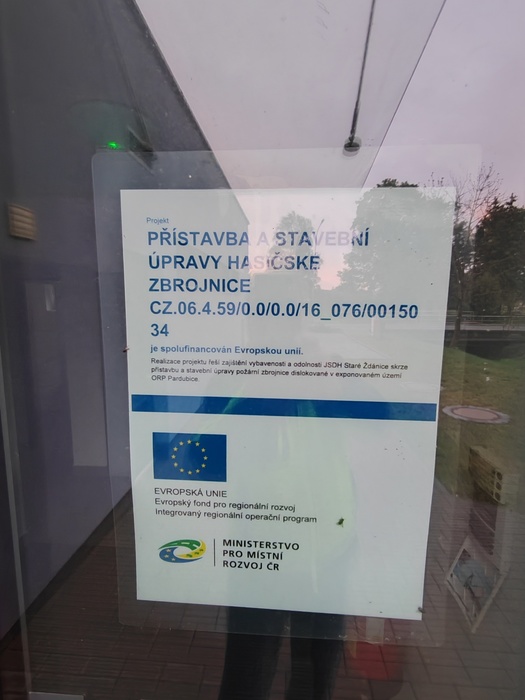 Projekt
PŘÍSTAVBA A STAVEBNÍ
ÚPRAVY HASIČSKE
ZBROJNICE
CZ.06.4.59/0.0/0.0/16_076/00150
34
je spolufinancován Evropskou unií.
Realizace projektu řeší zajištění vybavenosti a odolnosti JSDH Staré Ždánice skrze
přístavbu a stavební úpravy požární zbrojnice dislokované v exponovaném území
ORP Pardubice.
EVROPSKÁ UNIE
Evropský fond pro regionální rozvoj
Integrovaný regionální operační program
MINISTERSTVO
PRO MÍSTNÍ
ROZVOJ ČR